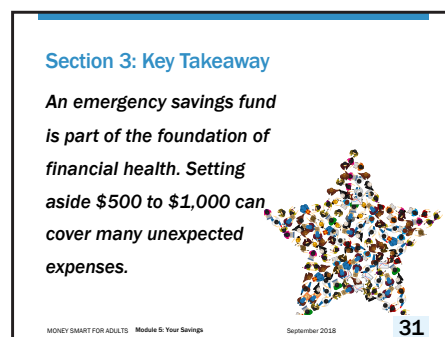 Section 3: Key Takeaway
An emergency savings fund
is part of the foundation of
financial health. Setting
aside $500 to $1,000 can
cover many unexpected
expenses.
MONEY SMART FOR ADULTS Module 5: Your Savings September 2018 31